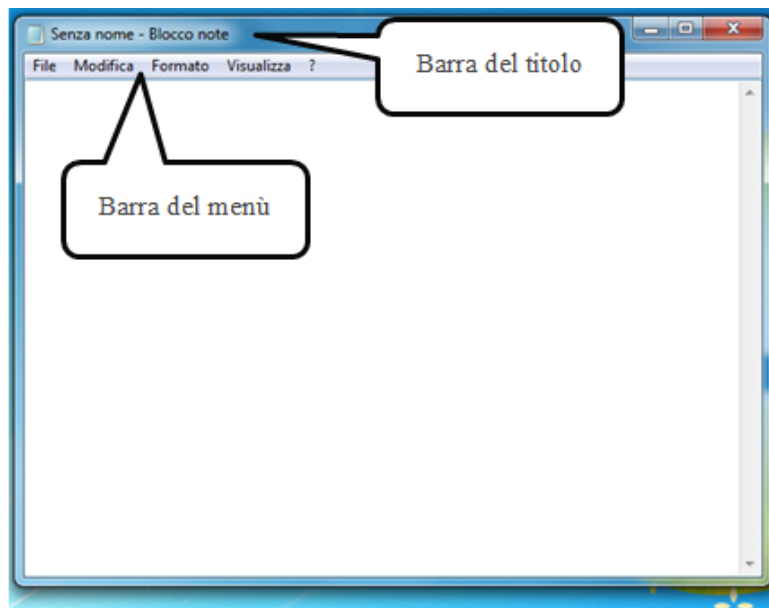 Senza nome - Blocco note
Barra del titolo
File Modifica Formato Visualizza ?
Barra del menù